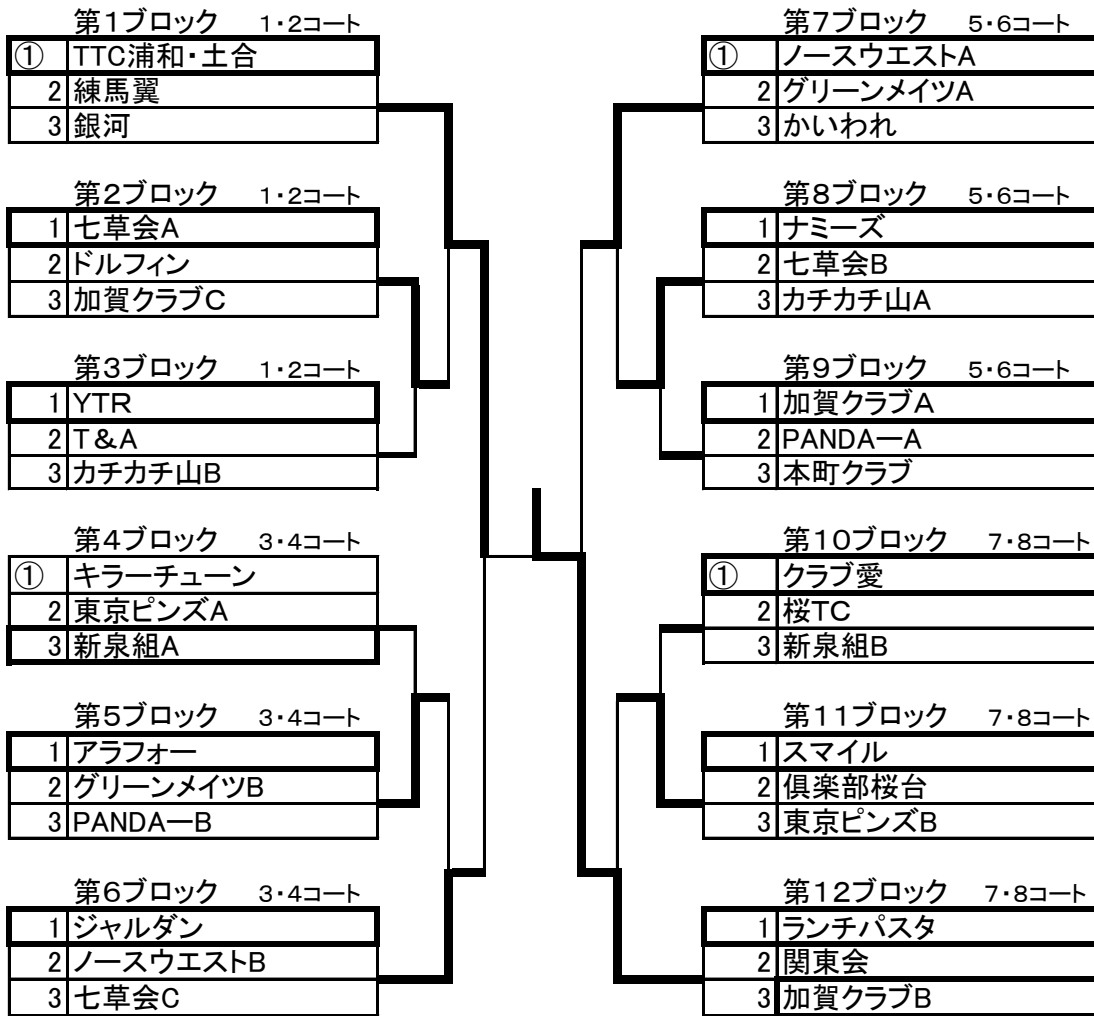 第1ブロック 1・2コート
① TTC浦和・土合
2 練馬翼
3 銀河
第2ブロック 1・2コート
1 七草会A
2 ドルフィン
3 加賀クラブC
第3ブロック 1・2コート
1 YTR
2 T&A
3 カチカチ山B
第4ブロック 3・4コート
① キラーチューン
2 東京ピンズA
3 新泉組A
第5ブロック 3・4コート
1 アラフォー
2 グリーンメイツB
3 PANDAーB
第6ブロック 3・4コート
1 ジャルダン
2 ノースウエストB
3 七草会C
第7ブロック 5・6コート
① ノースウエストA
2 グリーンメイツA
3 かいわれ
第8ブロック 5・6コート
1 ナミーズ
2 七草会B
3 カチカチ山A
第9ブロック 5・6コート
1 加賀クラブA
2 PANDAーA
3 本町クラブ
第10ブロック 7・8コート
① クラブ愛
2 桜TC
3 新泉組B
第11ブロック 7・8コート
1 スマイル
2 倶楽部桜台
3 東京ピンズB
第12ブロック 7・8コート
1 ランチパスタ
2 関東会
3 加賀クラブB